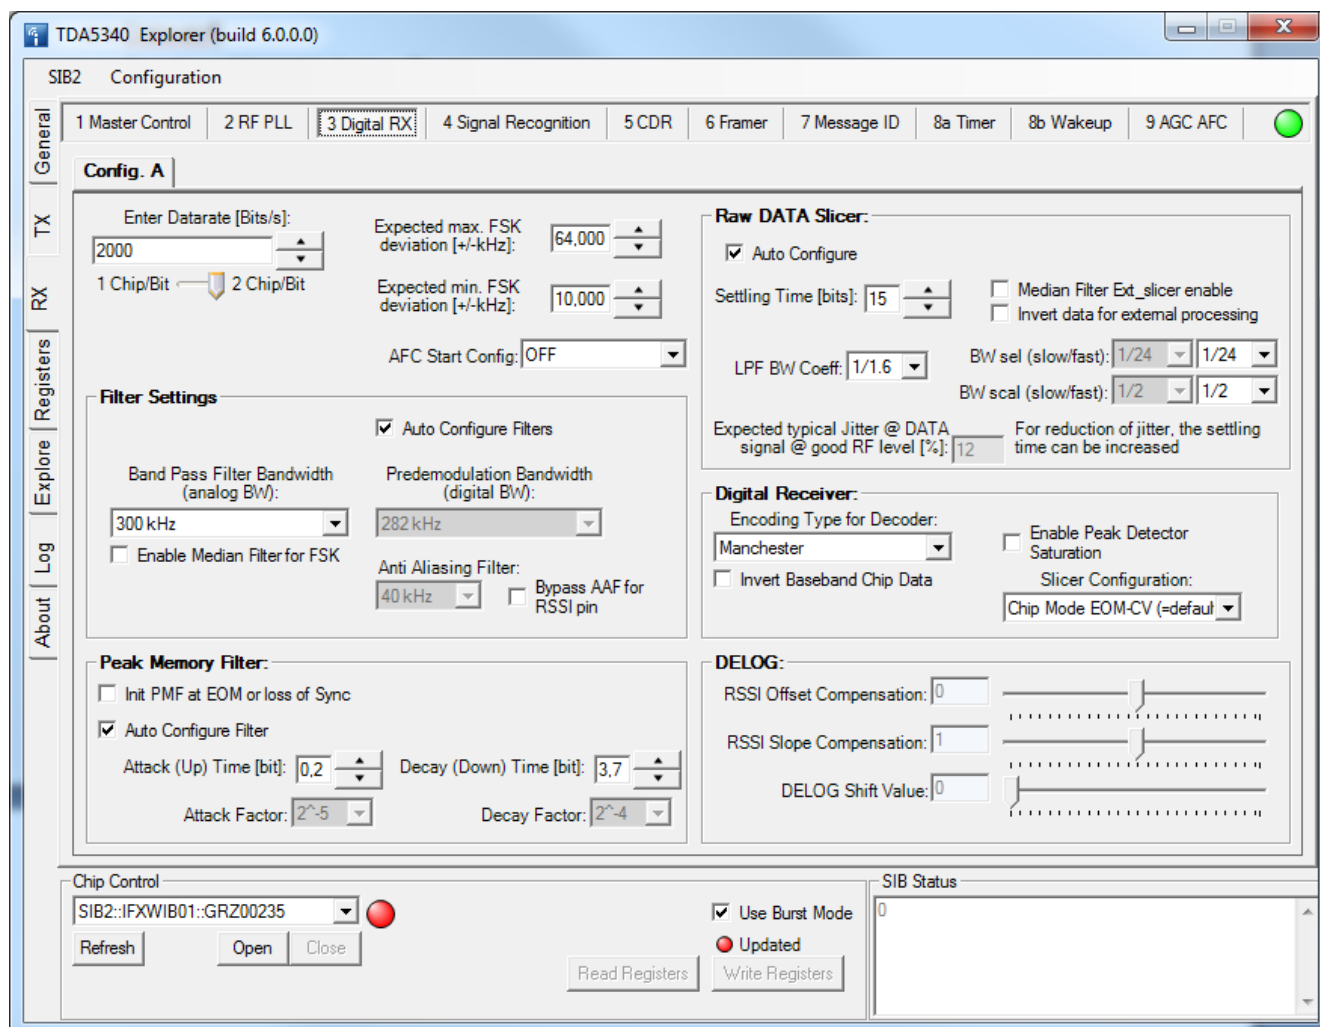 TDA5340 Explorer (build 6.0.0.0)
SIB2 Configuration
General
TX
RX
Registers
Explore
Log
About
1 Master Control 2 RF PLL 3 Digital RX 4 Signal Recognition 5 CDR 6 Framer 7 Message ID 8a Timer 8b Wakeup 9 AGC AFC
Config. A
Enter Datarate [Bits/s]:
2000
1 Chip/Bit 2 Chip/Bit
Expected max. FSK
deviation [+/-kHz]:
64,000
Expected min. FSK
deviation [+/-kHz]:
10,000
AFC Start Config: OFF
Filter Settings
Auto Configure Filters
Band Pass Filter Bandwidth
(analog BW):
300 kHz
Enable Median Filter for FSK
Predemodulation Bandwidth
(digital BW):
282 kHz
Anti Aliasing Filter:
40 kHz
Bypass AAF for
RSSI pin
Peak Memory Filter:
Init PMF at EOM or loss of Sync
Auto Configure Filter
Attack (Up) Time [bit]: 0,2 Decay (Down) Time [bit]: 3,7
Attack Factor: 2^-5 Decay Factor: 2^-4
Raw DATA Slicer:
Auto Configure
Settling Time [bits]: 15
Median Filter Ext_slicer enable
Invert data for external processing
LPF BW Coeff: 1/1.6
BW sel (slow/fast): 1/24 1/24
BW scal (slow/fast): 1/2 1/2
Expected typical Jitter @ DATA
signal @ good RF level [%]: 12
For reduction of jitter, the settling
time can be increased
Digital Receiver:
Encoding Type for Decoder:
Manchester
Invert Baseband Chip Data
Enable Peak Detector
Saturation
Slicer Configuration:
Chip Mode EOM-CV (=defaul
DELOG:
RSSI Offset Compensation: 0
RSSI Slope Compensation: 1
DELOG Shift Value: 0
Chip Control
SIB2::IFXWIB01::GRZ00235
Refresh Open Close
Use Burst Mode
Updated
Read Registers Write Registers
SIB Status
0